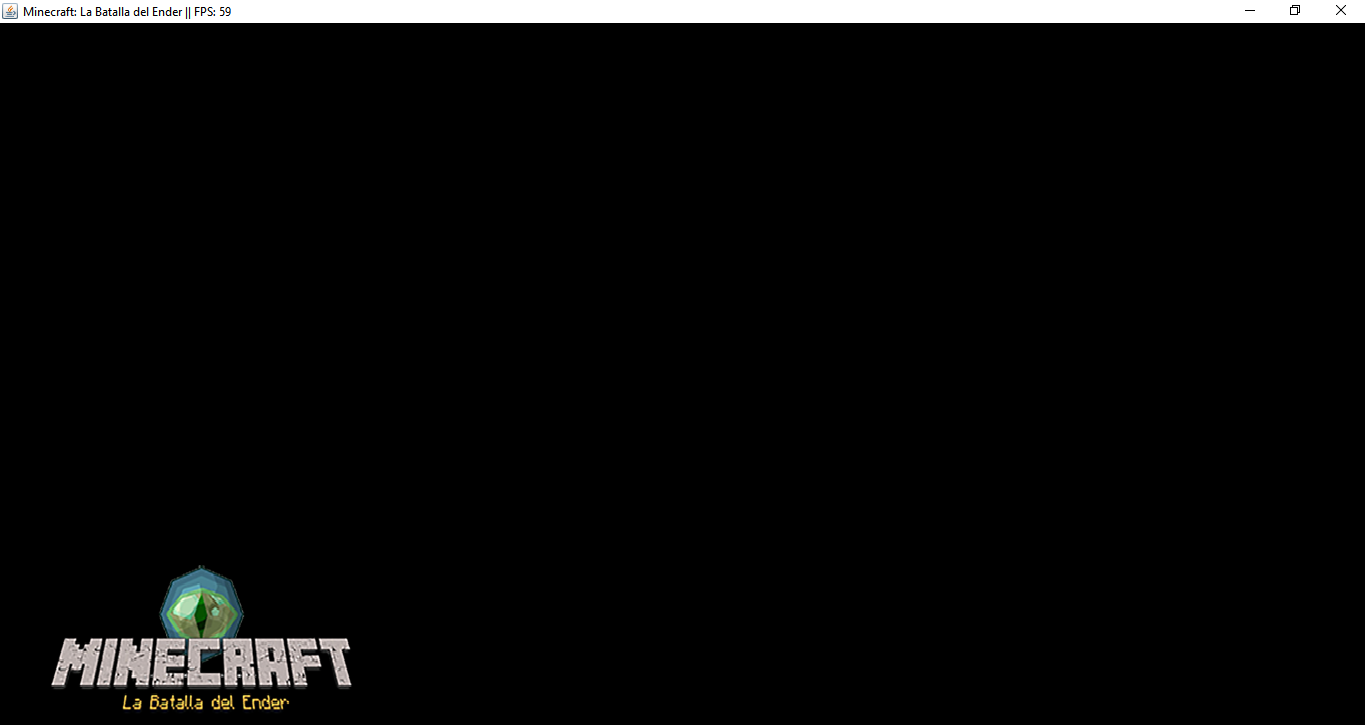 Minecraft: La Batalla del Ender || FPS: 59
MINECRAFT
La Batalla del Ender